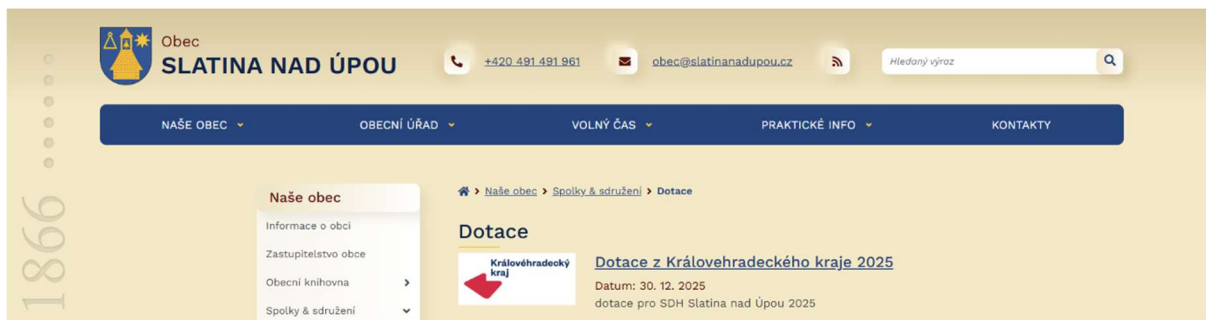 Obec
SLATINA NAD ÚPOU
+420 491 491 961
obec@slatinanadupou.cz
Hledaný výraz
NAŠE OBEC
OBECNÍ ÚŘAD
VOLNÝ ČAS
PRAKTICKÉ INFO
KONTAKTY
1866
Naše obec
Informace o obci
Zastupitelstvo obce
Obecní knihovna
Spolky & sdružení
Naše obec > Spolky & sdružení > Dotace
Dotace
Královéhradecký
kraj
Dotace z Královehradeckého kraje 2025
Datum: 30. 12. 2025
dotace pro SDH Slatina nad Úpou 2025